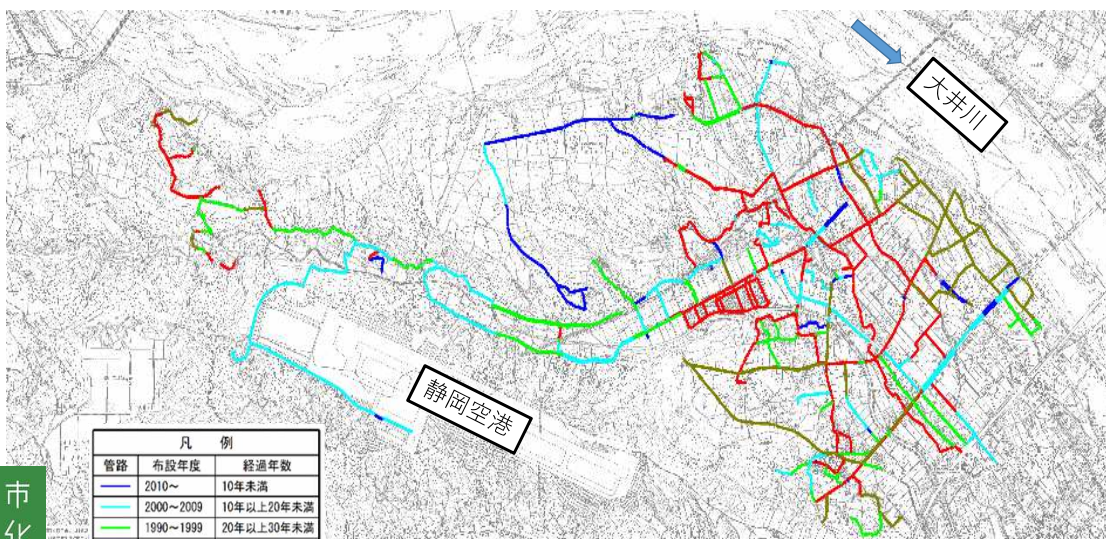 大井川
静岡空港
凡 例
管路 布設年度 経過年数
2010～ 10年未満
2000～2009 10年以上20年未満
1990～1999 20年以上30年未満
市